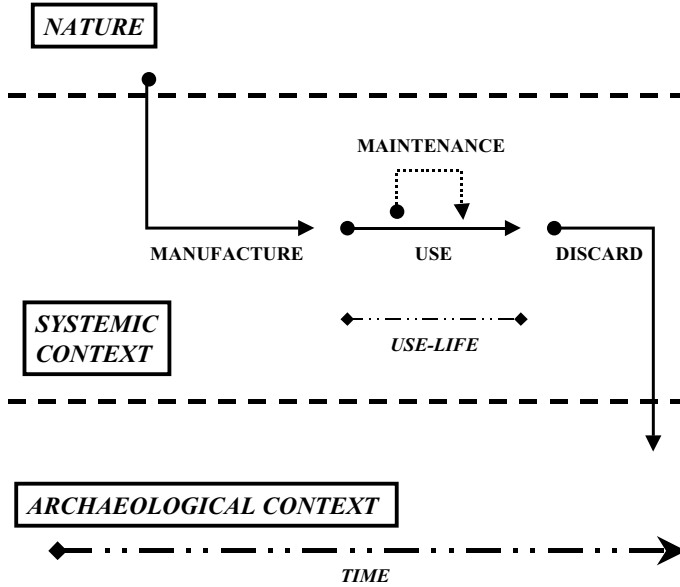 NATURE
MAINTENANCE
MANUFACTURE
USE
DISCARD
SYSTEMIC
CONTEXT
USE-LIFE
ARCHAEOLOGICAL CONTEXT
TIME